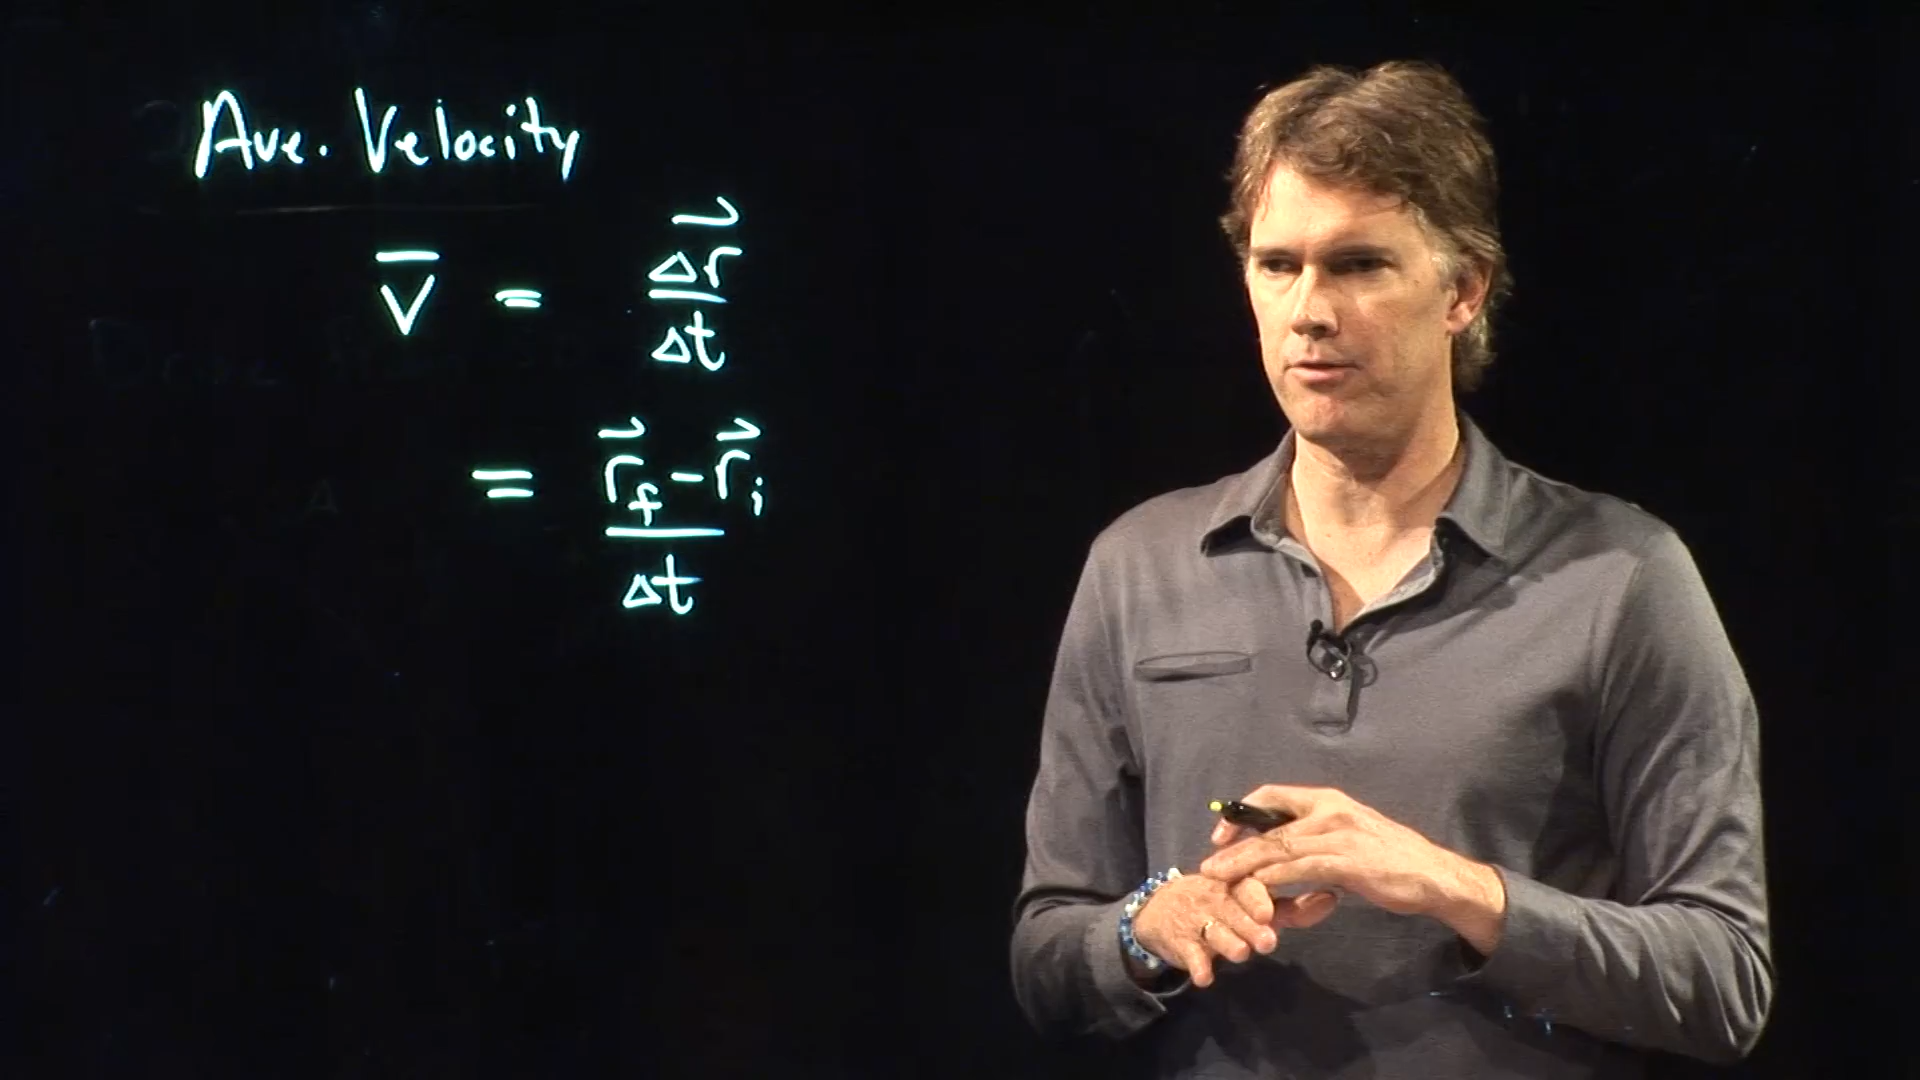 Ave. Velocity
v̄ = Δr⃗ / Δt
= r⃗f - r⃗i / Δt